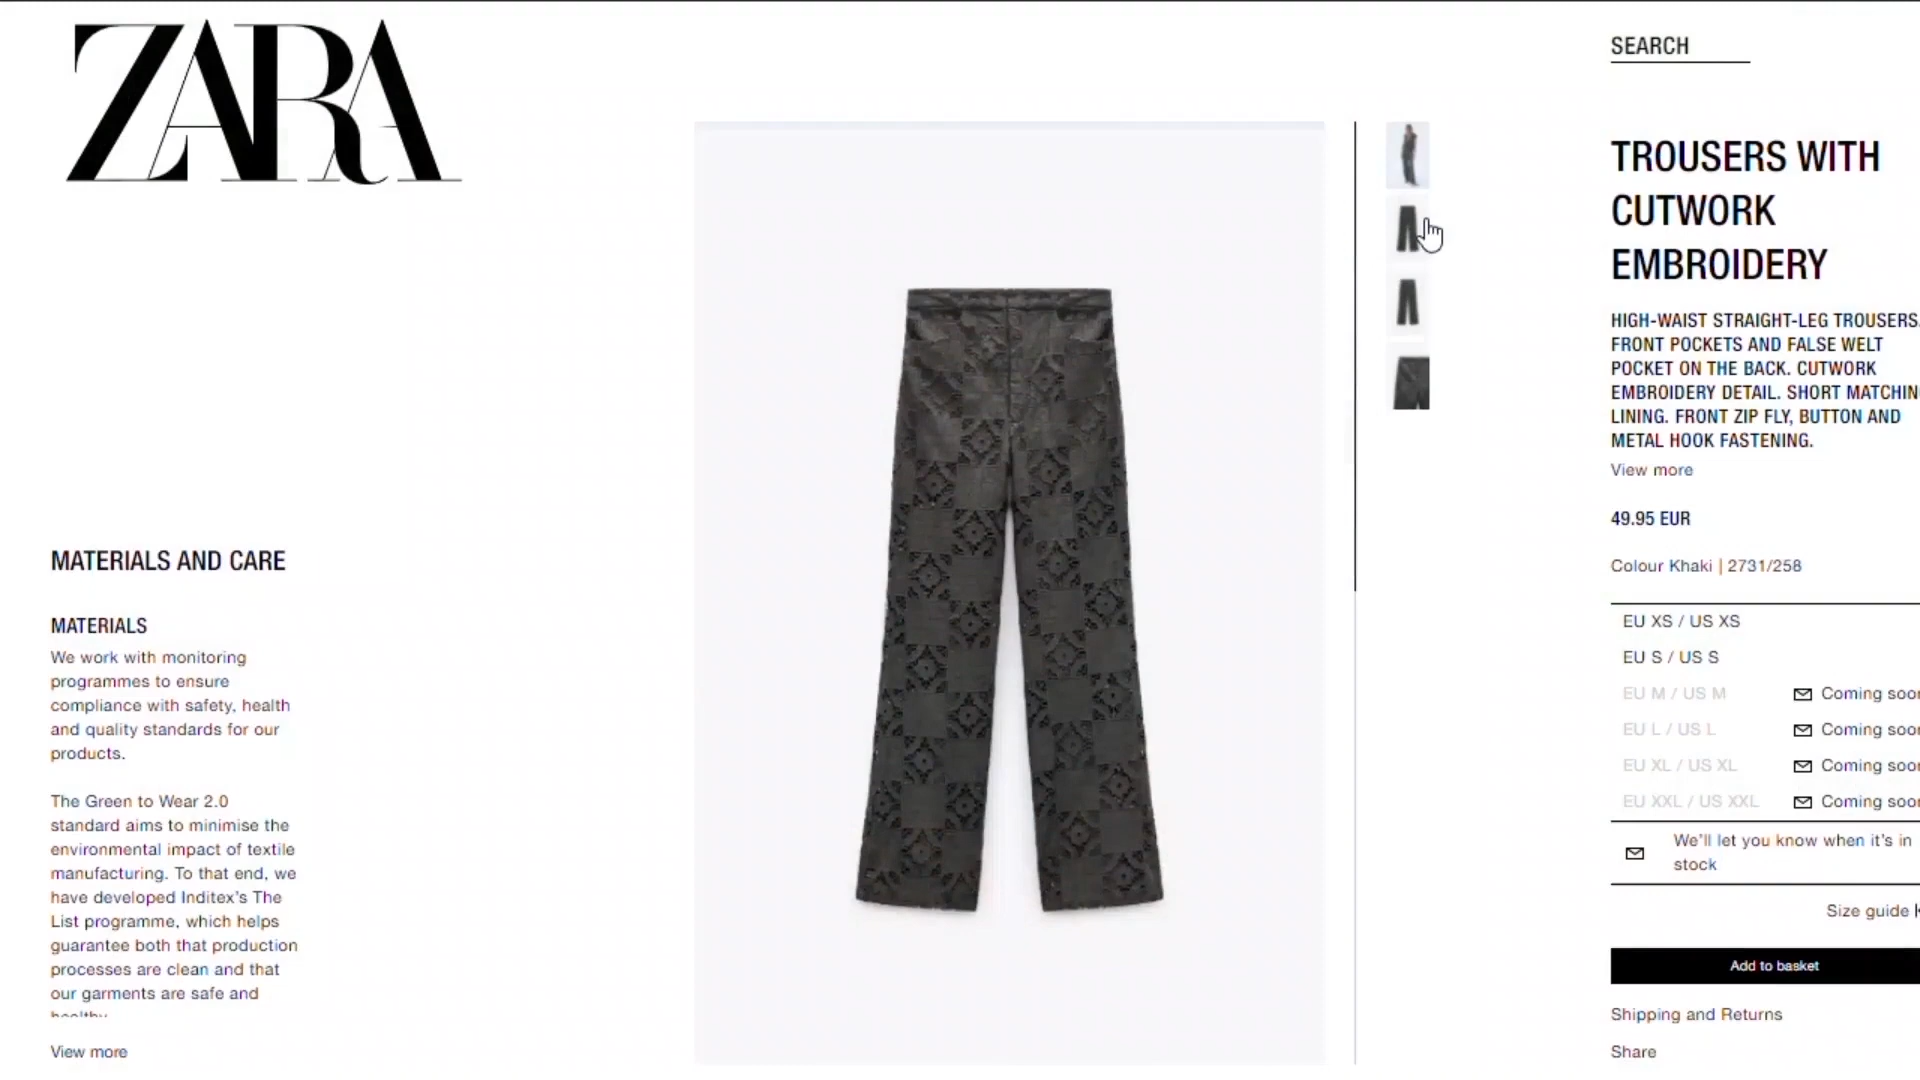 ZARA
SEARCH
TROUSERS WITH
CUTWORK
EMBROIDERY
HIGH-WAIST STRAIGHT-LEG TROUSERS.
FRONT POCKETS AND FALSE WELT
POCKET ON THE BACK. CUTWORK
EMBROIDERY DETAIL. SHORT MATCHIN
LINING. FRONT ZIP FLY, BUTTON AND
METAL HOOK FASTENING.
View more
49.95 EUR
Colour Khaki | 2731/258
EU XS / US XS
EU S / US S
EU M / US M Coming soo
EU L / US L Coming soo
EU XL / US XL Coming soo
EU XXL / US XXL Coming soo
We'll let you know when it's in
stock
Size guide
Add to basket
Shipping and Returns
Share
MATERIALS AND CARE
MATERIALS
We work with monitoring
programmes to ensure
compliance with safety, health
and quality standards for our
products.
The Green to Wear 2.0
standard aims to minimise the
environmental impact of textile
manufacturing. To that end, we
have developed Inditex's The
List programme, which helps
guarantee both that production
processes are clean and that
our garments are safe and
healthy.
View more